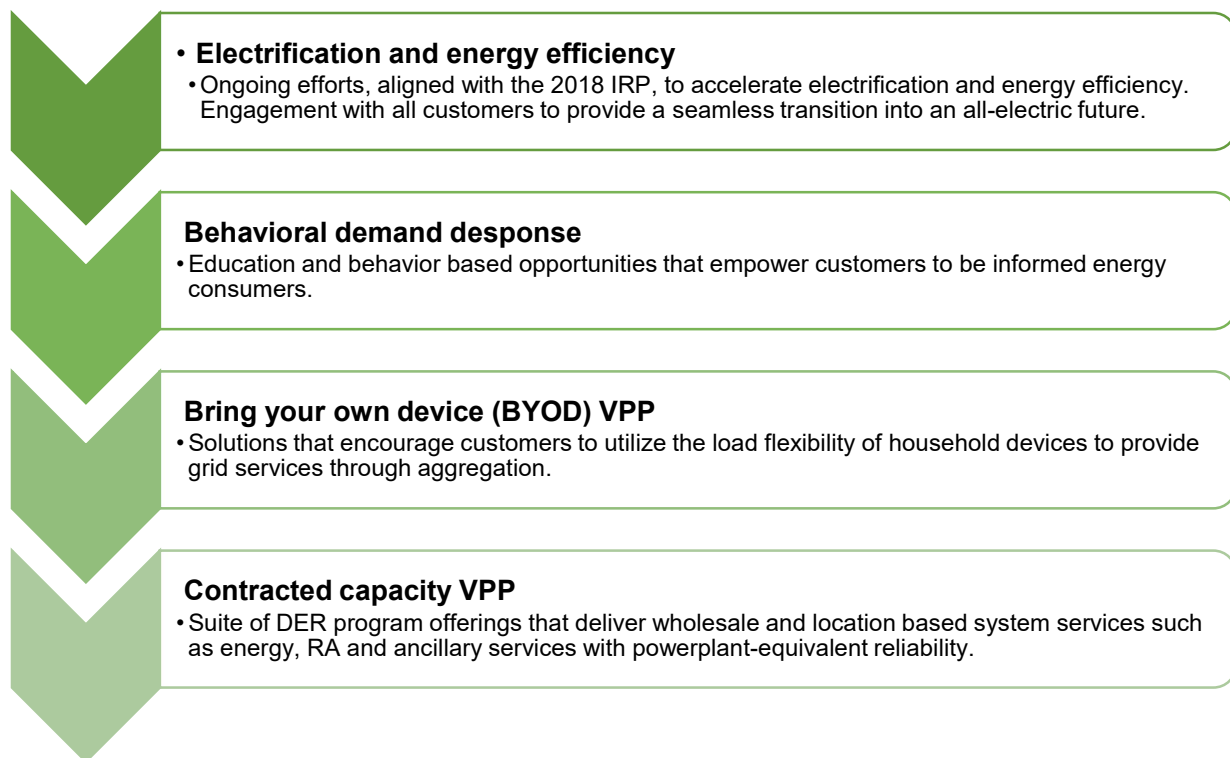 • Electrification and energy efficiency
• Ongoing efforts, aligned with the 2018 IRP, to accelerate electrification and energy efficiency.
Engagement with all customers to provide a seamless transition into an all-electric future.
Behavioral demand desponse
• Education and behavior based opportunities that empower customers to be informed energy
consumers.
Bring your own device (BYOD) VPP
• Solutions that encourage customers to utilize the load flexibility of household devices to provide
grid services through aggregation.
Contracted capacity VPP
• Suite of DER program offerings that deliver wholesale and location based system services such
as energy, RA and ancillary services with powerplant-equivalent reliability.